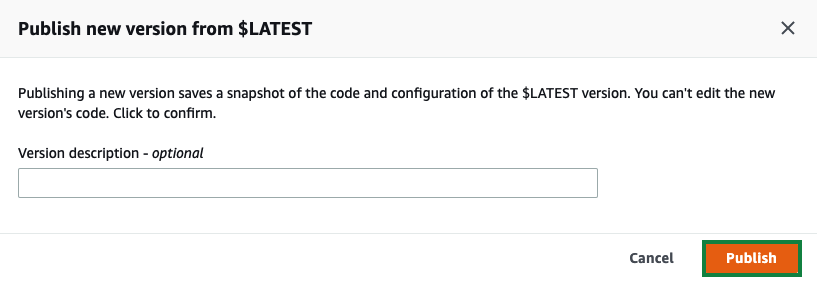 Publish new version from $LATEST
Publishing a new version saves a snapshot of the code and configuration of the $LATEST version. You can't edit the new
version's code. Click to confirm.
Version description - optional
Cancel
Publish